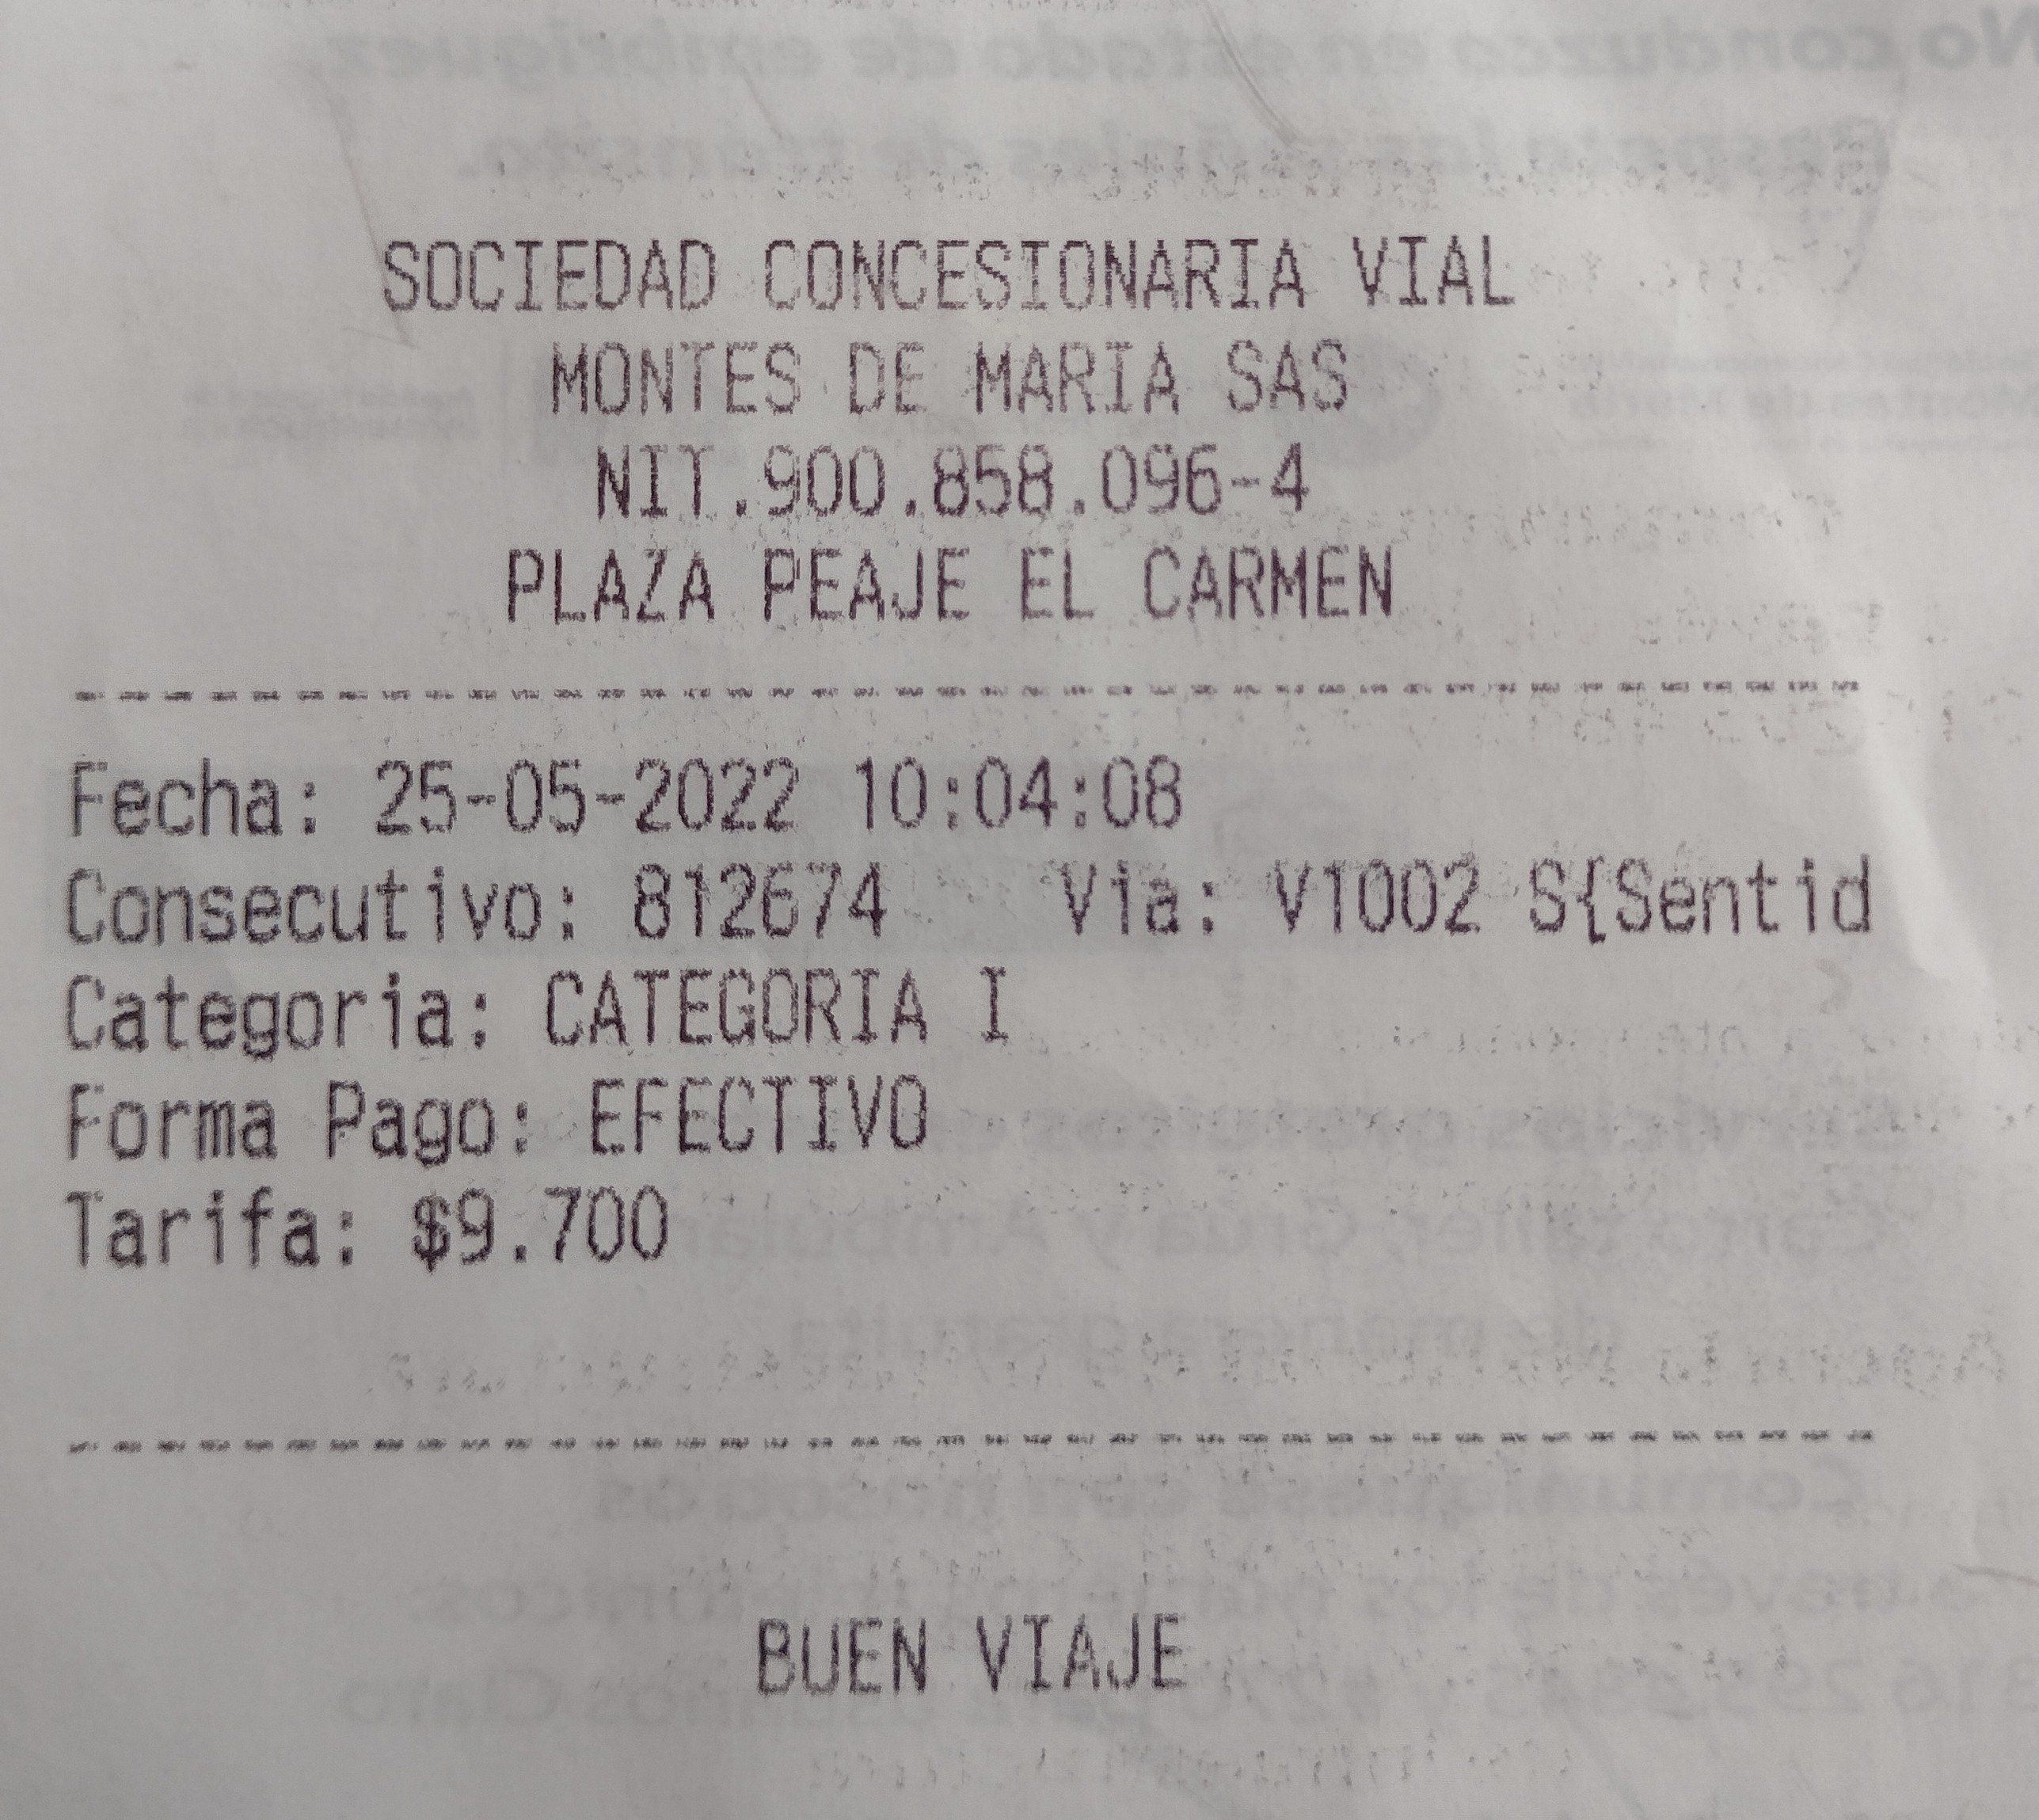 SOCIEDAD CONCESIONARIA VIAL
MONTES DE MARIA SAS
NIT.900.858.096-4
PLAZA PEAJE EL CARMEN
Fecha: 25-05-2022 10:04:08
Consecutivo: 812674 Via: V1002 S{Sentid
Categoria: CATEGORIA I
Forma Pago: EFECTIVO
Tarifa: $9.700
BUEN VIAJE